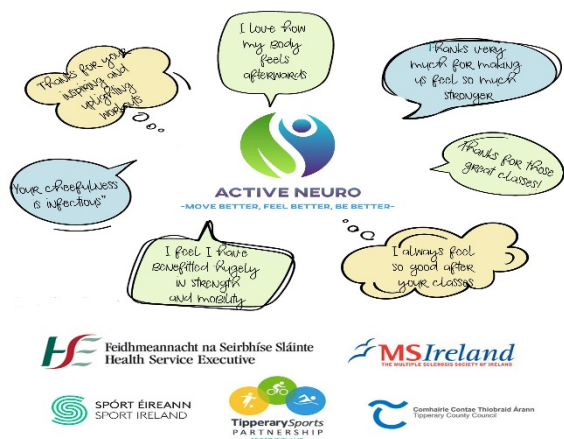 I love how
my body
feels
afterwards
Thanks for your
inspiring and
uplighting
workouts
Thanks very
much for making
us feel so much
stronger
Your cheefulness
is infectious"
Thanks for those
great classes!
ACTIVE NEURO
-MOVE BETTER, FEEL BETTER, BE BETTER-
I feel I have
benefitted hugely
in strength
and mobility
I always feel
so good after
your classes
Feidhmeannacht na Seirbhíse Sláinte
Health Service Executive
MSIreland
THE MULTIPLE SCLEROSIS SOCIETY OF IRELAND
SPÓRT ÉIREANN
SPORT IRELAND
TipperarySports
PARTNERSHIP
Comhairle Contae Thiobraid Árann
Tipperary County Council